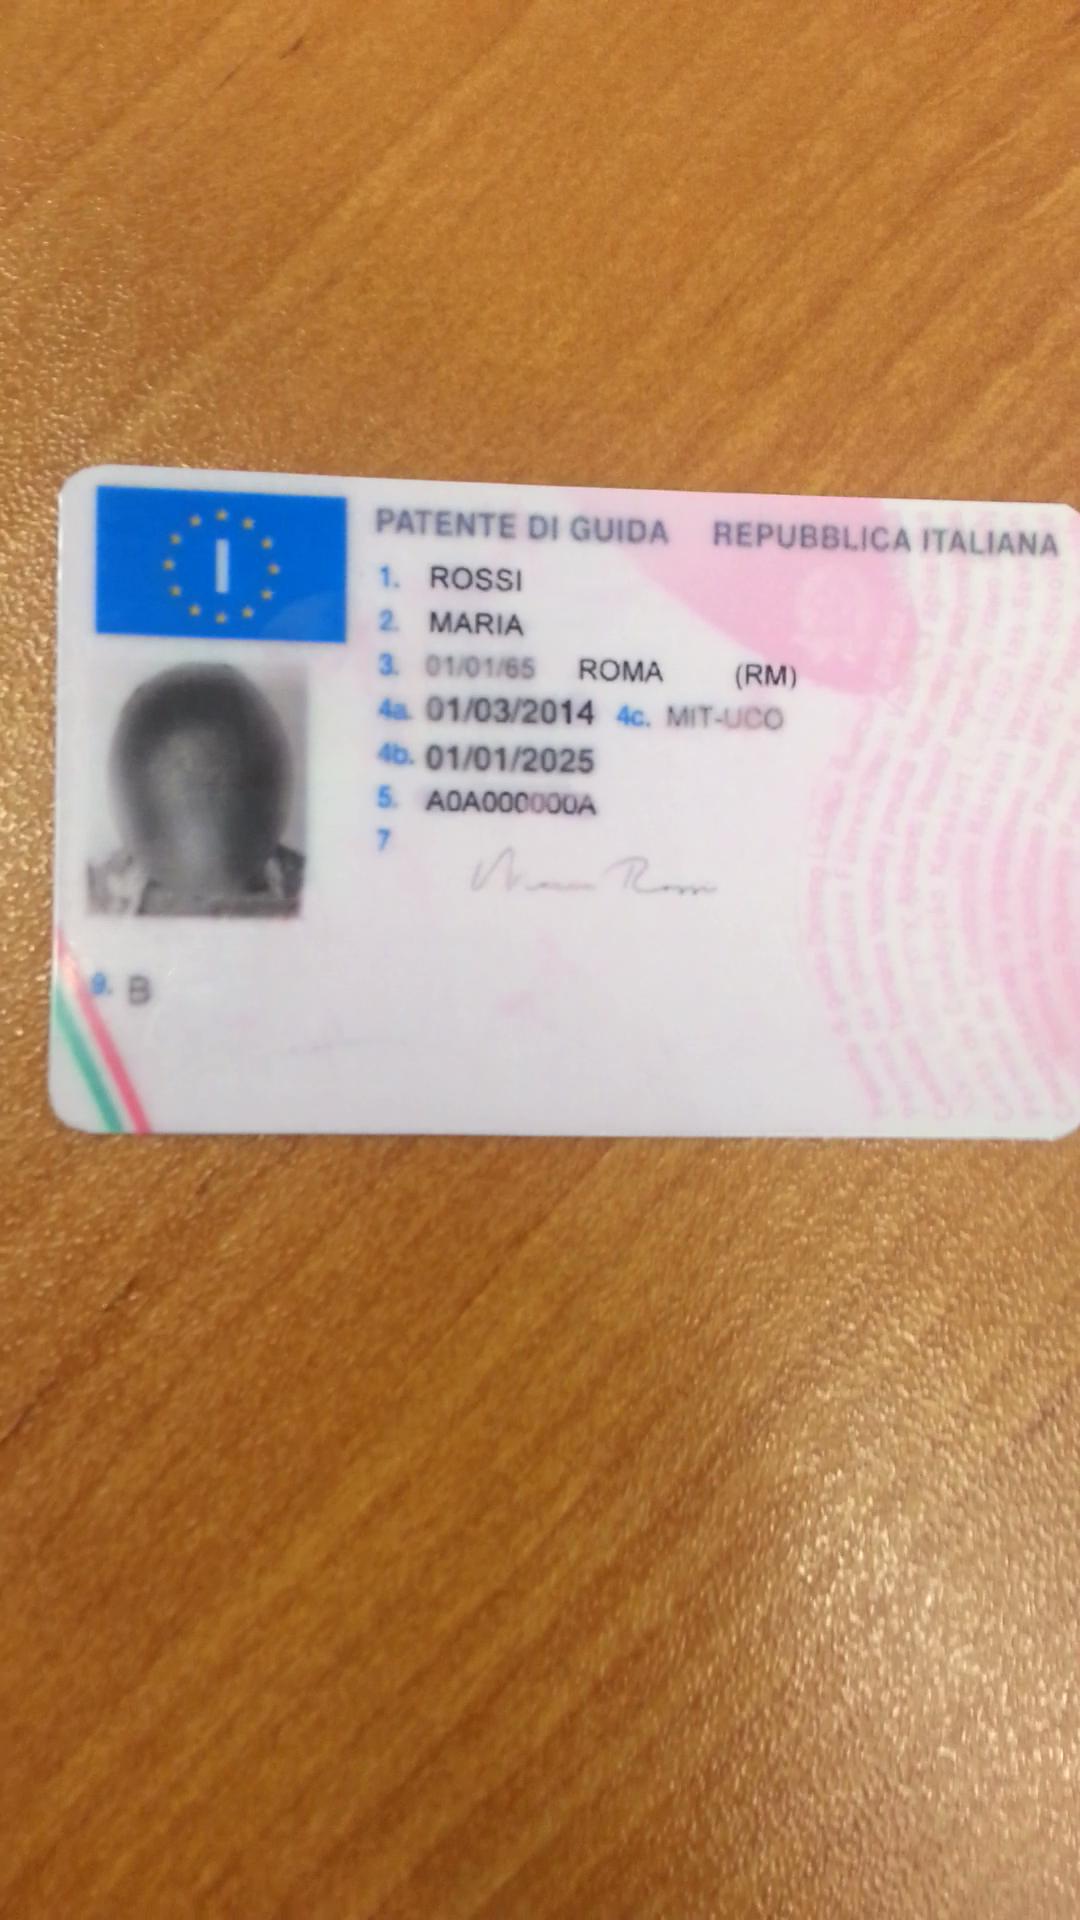 I
PATENTE DI GUIDA REPUBBLICA ITALIANA
1. ROSSI
2. MARIA
3. 01/01/65 ROMA (RM)
4a. 01/03/2014 4c. MIT-UCO
4b. 01/01/2025
5. A0A000000A
7
Rossi
9. B